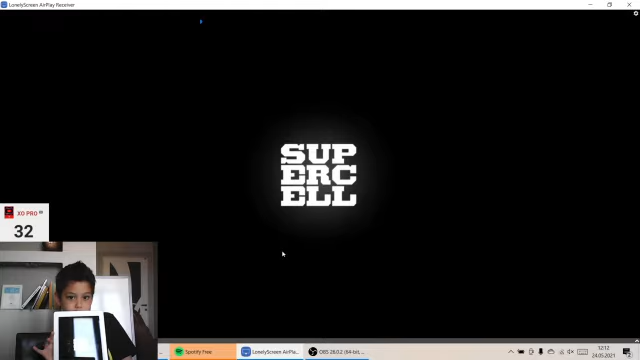 LonelyScreen AirPlay Receiver
SUP
ERC
ELL
XO PRO
32
Spotify Free
LonelyScreen AirPla...
OBS 26.0.2 (64-bit, ...
12:12
24.05.2021